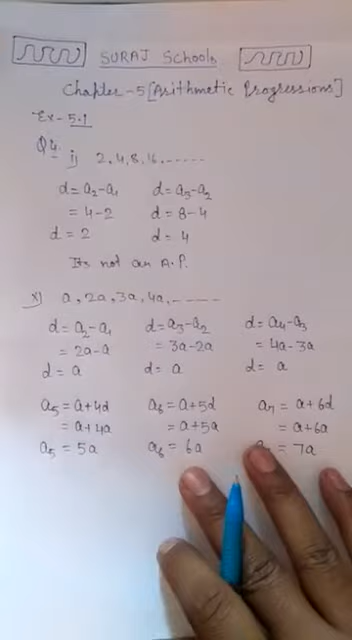 SURAJ Schools
Chapter-5 [Arithmetic Progressions]
Ex-5.1
Q4. i) 2,4,8,16,......
d=a₂-a₁ d=a₃-a₂
=4-2 d=8-4
d=2 d=4
Its not an A.P.
x) a,2a,3a,4a,.-----
d=a₂-a₁ d=a₃-a₂ d=a₄-a₃
=2a-a =3a-2a =4a-3a
d=a d=a d=a
a₅=a+4d a₆=a+5d a₇=a+6d
=a+4a =a+5a =a+6a
a₅=5a a₆=6a =7a